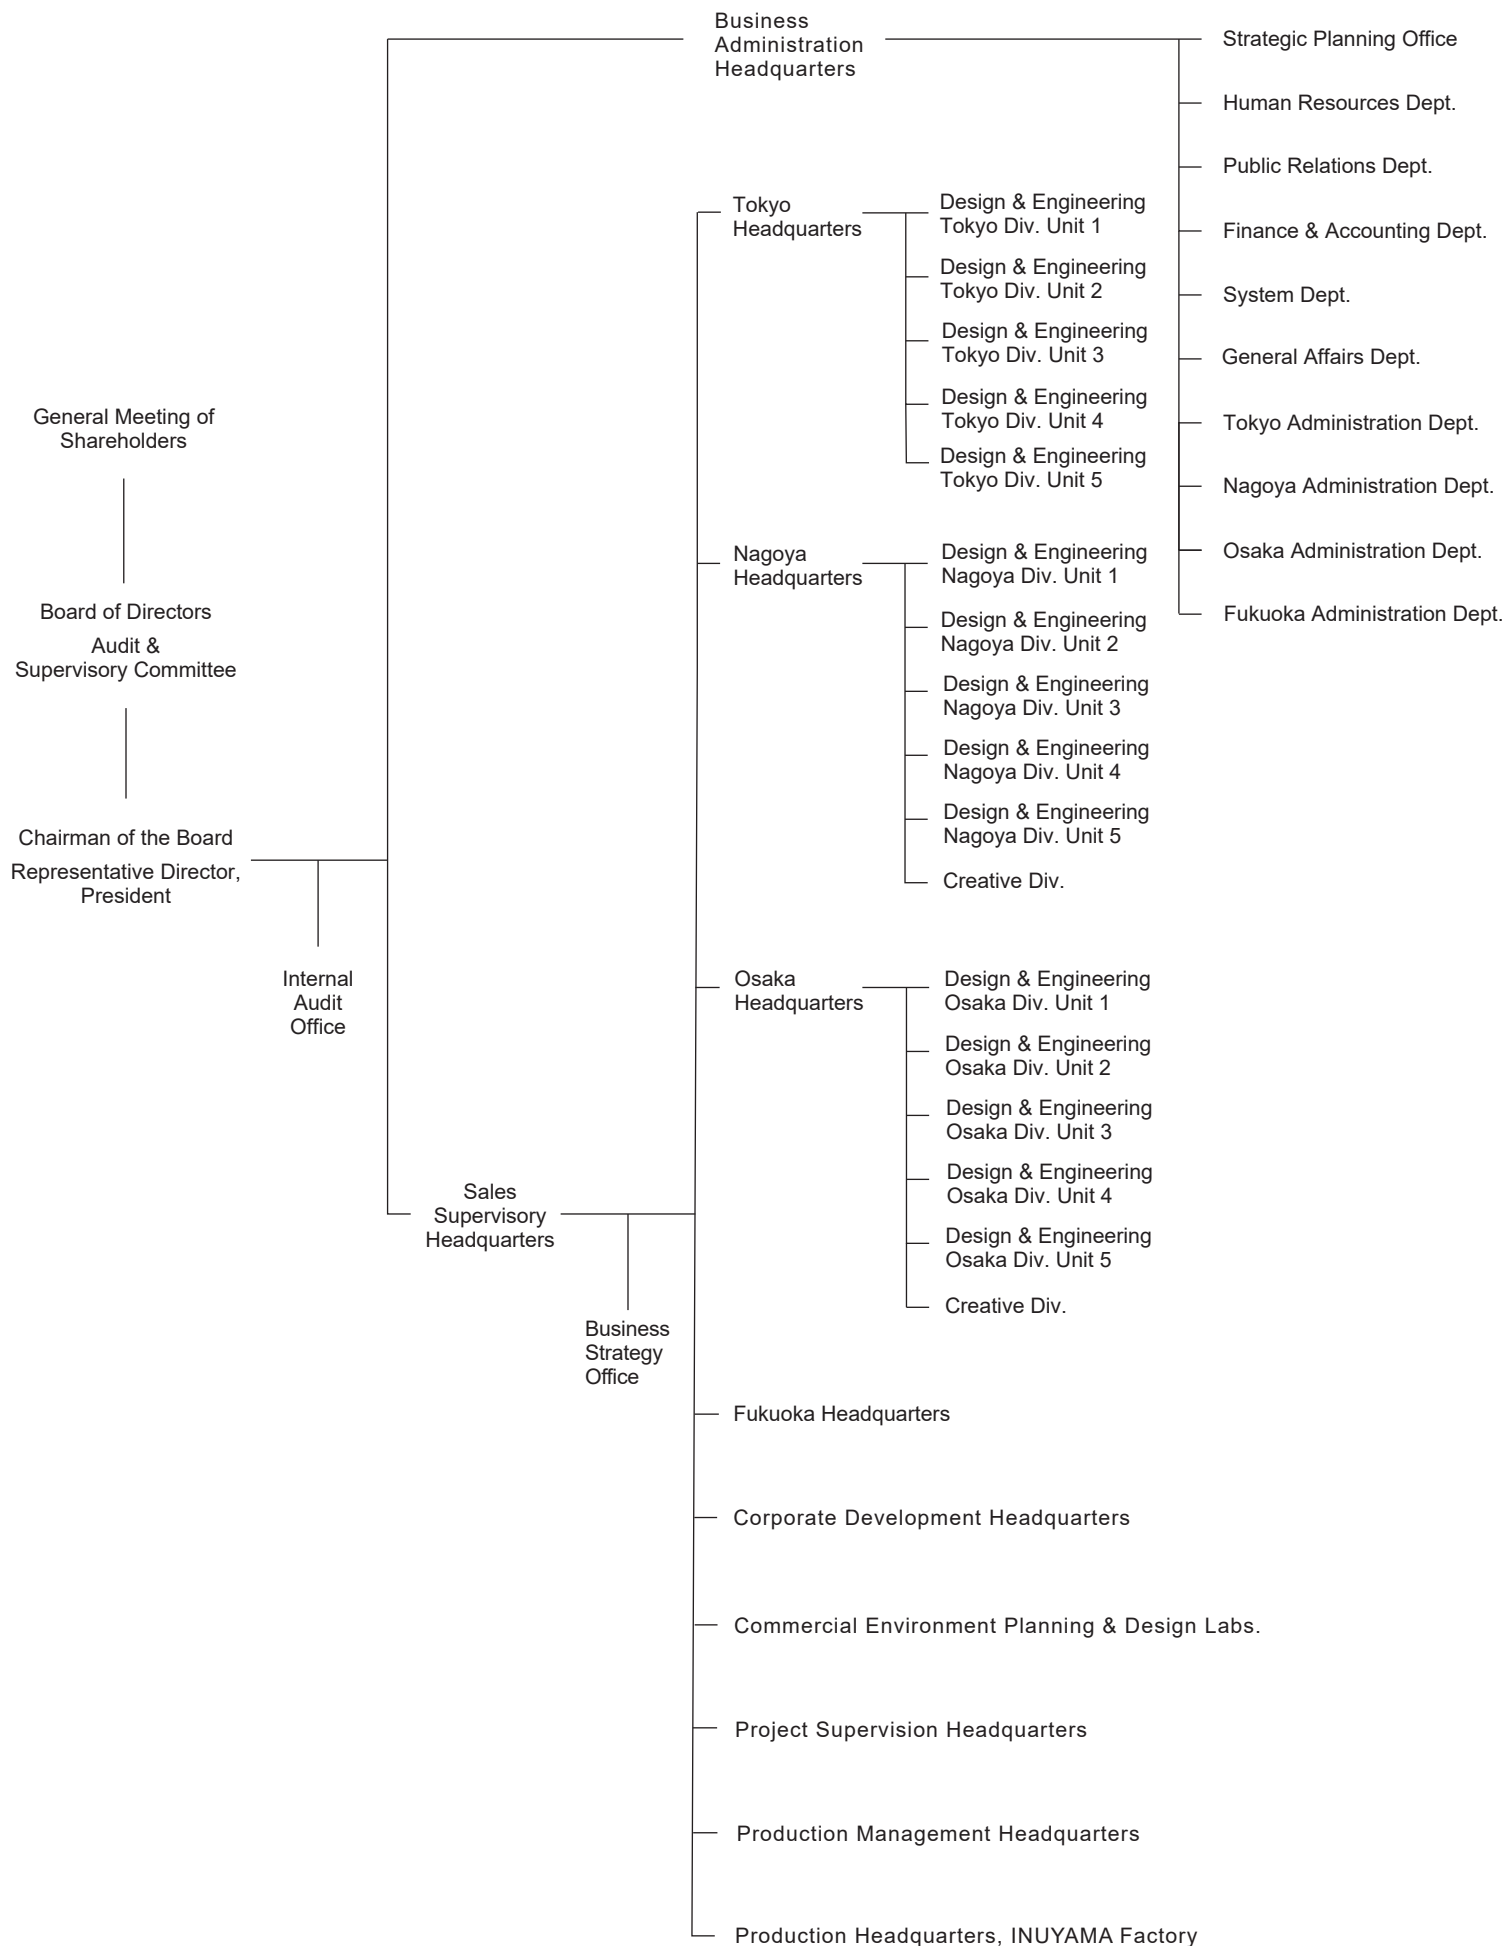 General Meeting of
Shareholders
Board of Directors
Audit &
Supervisory Committee
Chairman of the Board
Representative Director,
President
Internal
Audit
Office
Business
Administration
Headquarters
Strategic Planning Office
Human Resources Dept.
Public Relations Dept.
Finance & Accounting Dept.
System Dept.
General Affairs Dept.
Tokyo Administration Dept.
Nagoya Administration Dept.
Osaka Administration Dept.
Fukuoka Administration Dept.
Sales
Supervisory
Headquarters
Business
Strategy
Office
Tokyo
Headquarters
Design & Engineering
Tokyo Div. Unit 1
Design & Engineering
Tokyo Div. Unit 2
Design & Engineering
Tokyo Div. Unit 3
Design & Engineering
Tokyo Div. Unit 4
Design & Engineering
Tokyo Div. Unit 5
Nagoya
Headquarters
Design & Engineering
Nagoya Div. Unit 1
Design & Engineering
Nagoya Div. Unit 2
Design & Engineering
Nagoya Div. Unit 3
Design & Engineering
Nagoya Div. Unit 4
Design & Engineering
Nagoya Div. Unit 5
Creative Div.
Osaka
Headquarters
Design & Engineering
Osaka Div. Unit 1
Design & Engineering
Osaka Div. Unit 2
Design & Engineering
Osaka Div. Unit 3
Design & Engineering
Osaka Div. Unit 4
Design & Engineering
Osaka Div. Unit 5
Creative Div.
Fukuoka Headquarters
Corporate Development Headquarters
Commercial Environment Planning & Design Labs.
Project Supervision Headquarters
Production Management Headquarters
Production Headquarters, INUYAMA Factory